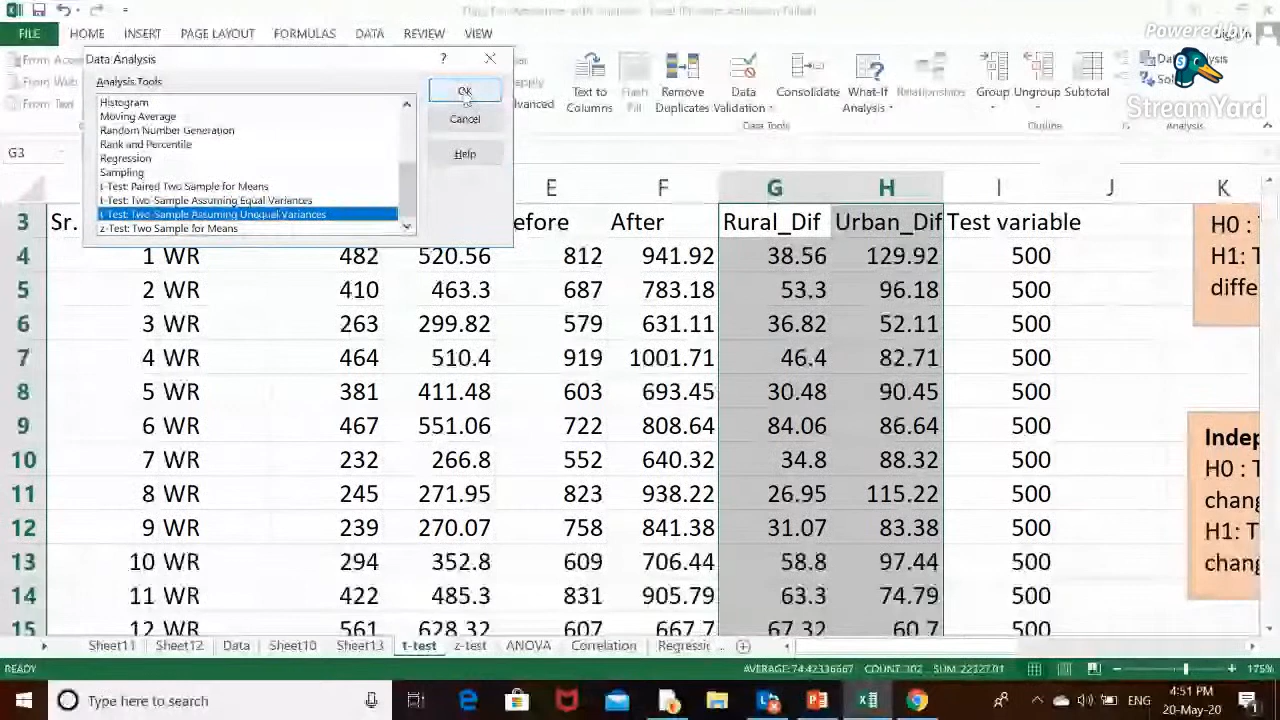 FILE HOME INSERT PAGE LAYOUT FORMULAS DATA REVIEW VIEW
Powered by
StreamYard
Data Analysis ? 
Analysis Tools
Histogram
Moving Average
Random Number Generation
Rank and Percentile
Regression
Sampling
t-Test: Paired Two Sample for Means
t-Test: Two-Sample Assuming Equal Variances
t-Test: Two-Sample Assuming Unequal Variances
z-Test: Two Sample for Means
OK
Cancel
Help
From
From Web
From Text
Text to Columns
Flash Fill
Remove Duplicates
Data Validation
Consolidate
What-If Analysis
Relationships
Group Ungroup Subtotal
Data Tools Outline Analysis
G3
E F G H I J K
3 Sr. efore After Rural_Dif Urban_Dif Test variable
4 1 WR 482 520.56 812 941.92 38.56 129.92 500
5 2 WR 410 463.3 687 783.18 53.3 96.18 500
6 3 WR 263 299.82 579 631.11 36.82 52.11 500
7 4 WR 464 510.4 919 1001.71 46.4 82.71 500
8 5 WR 381 411.48 603 693.45 30.48 90.45 500
9 6 WR 467 551.06 722 808.64 84.06 86.64 500
10 7 WR 232 266.8 552 640.32 34.8 88.32 500
11 8 WR 245 271.95 823 938.22 26.95 115.22 500
12 9 WR 239 270.07 758 841.38 31.07 83.38 500
13 10 WR 294 352.8 609 706.44 58.8 97.44 500
14 11 WR 422 485.3 831 905.79 63.3 74.79 500
15 12 WR 561 628.32 607 667.7 67.32 60.7 500
H0 :
H1: T
diffe
Indep
H0 : T
chang
H1: T
chang
Sheet11 Sheet12 Data Sheet10 Sheet13 t-test z-test ANOVA Correlation Regressic ...
READY AVERAGE: 74.42336667 COUNT: 302 SUM: 22327.01 175%
Type here to search
ENG
4:51 PM
20-May-20